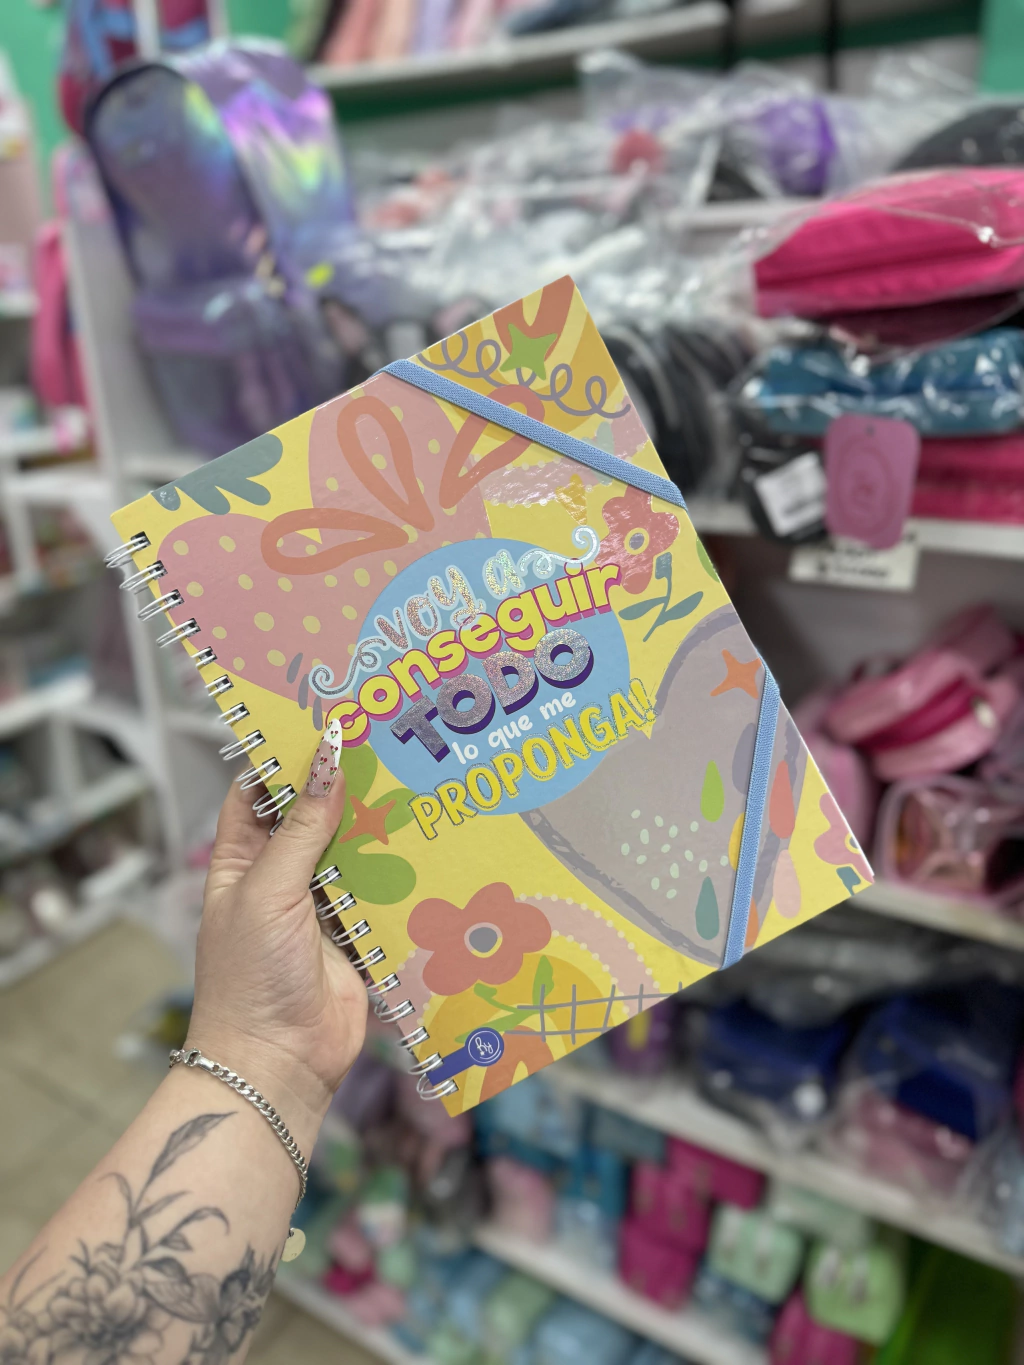 voy a
conseguir
TODO
lo que me
PROPONGA!